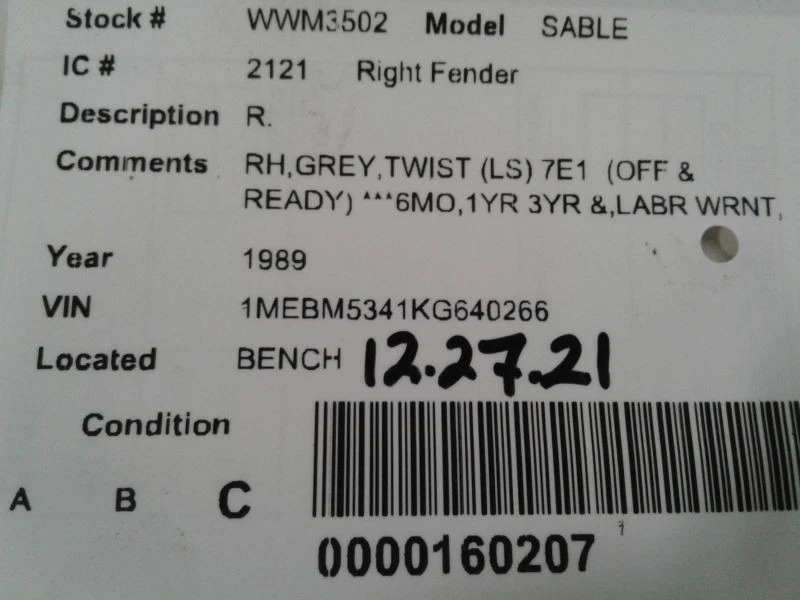 Stock # WWM3502 Model SABLE
IC # 2121 Right Fender
Description R.
Comments RH,GREY,TWIST (LS) 7E1 (OFF &
READY) ***6MO,1YR 3YR &,LABR WRNT,
Year 1989
VIN 1MEBM5341KG640266
Located BENCH 12.27.21
Condition
A B C
0000160207